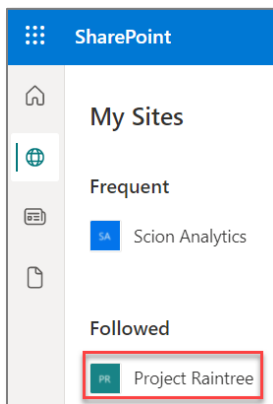 SharePoint
My Sites
Frequent
SA Scion Analytics
Followed
PR Project Raintree